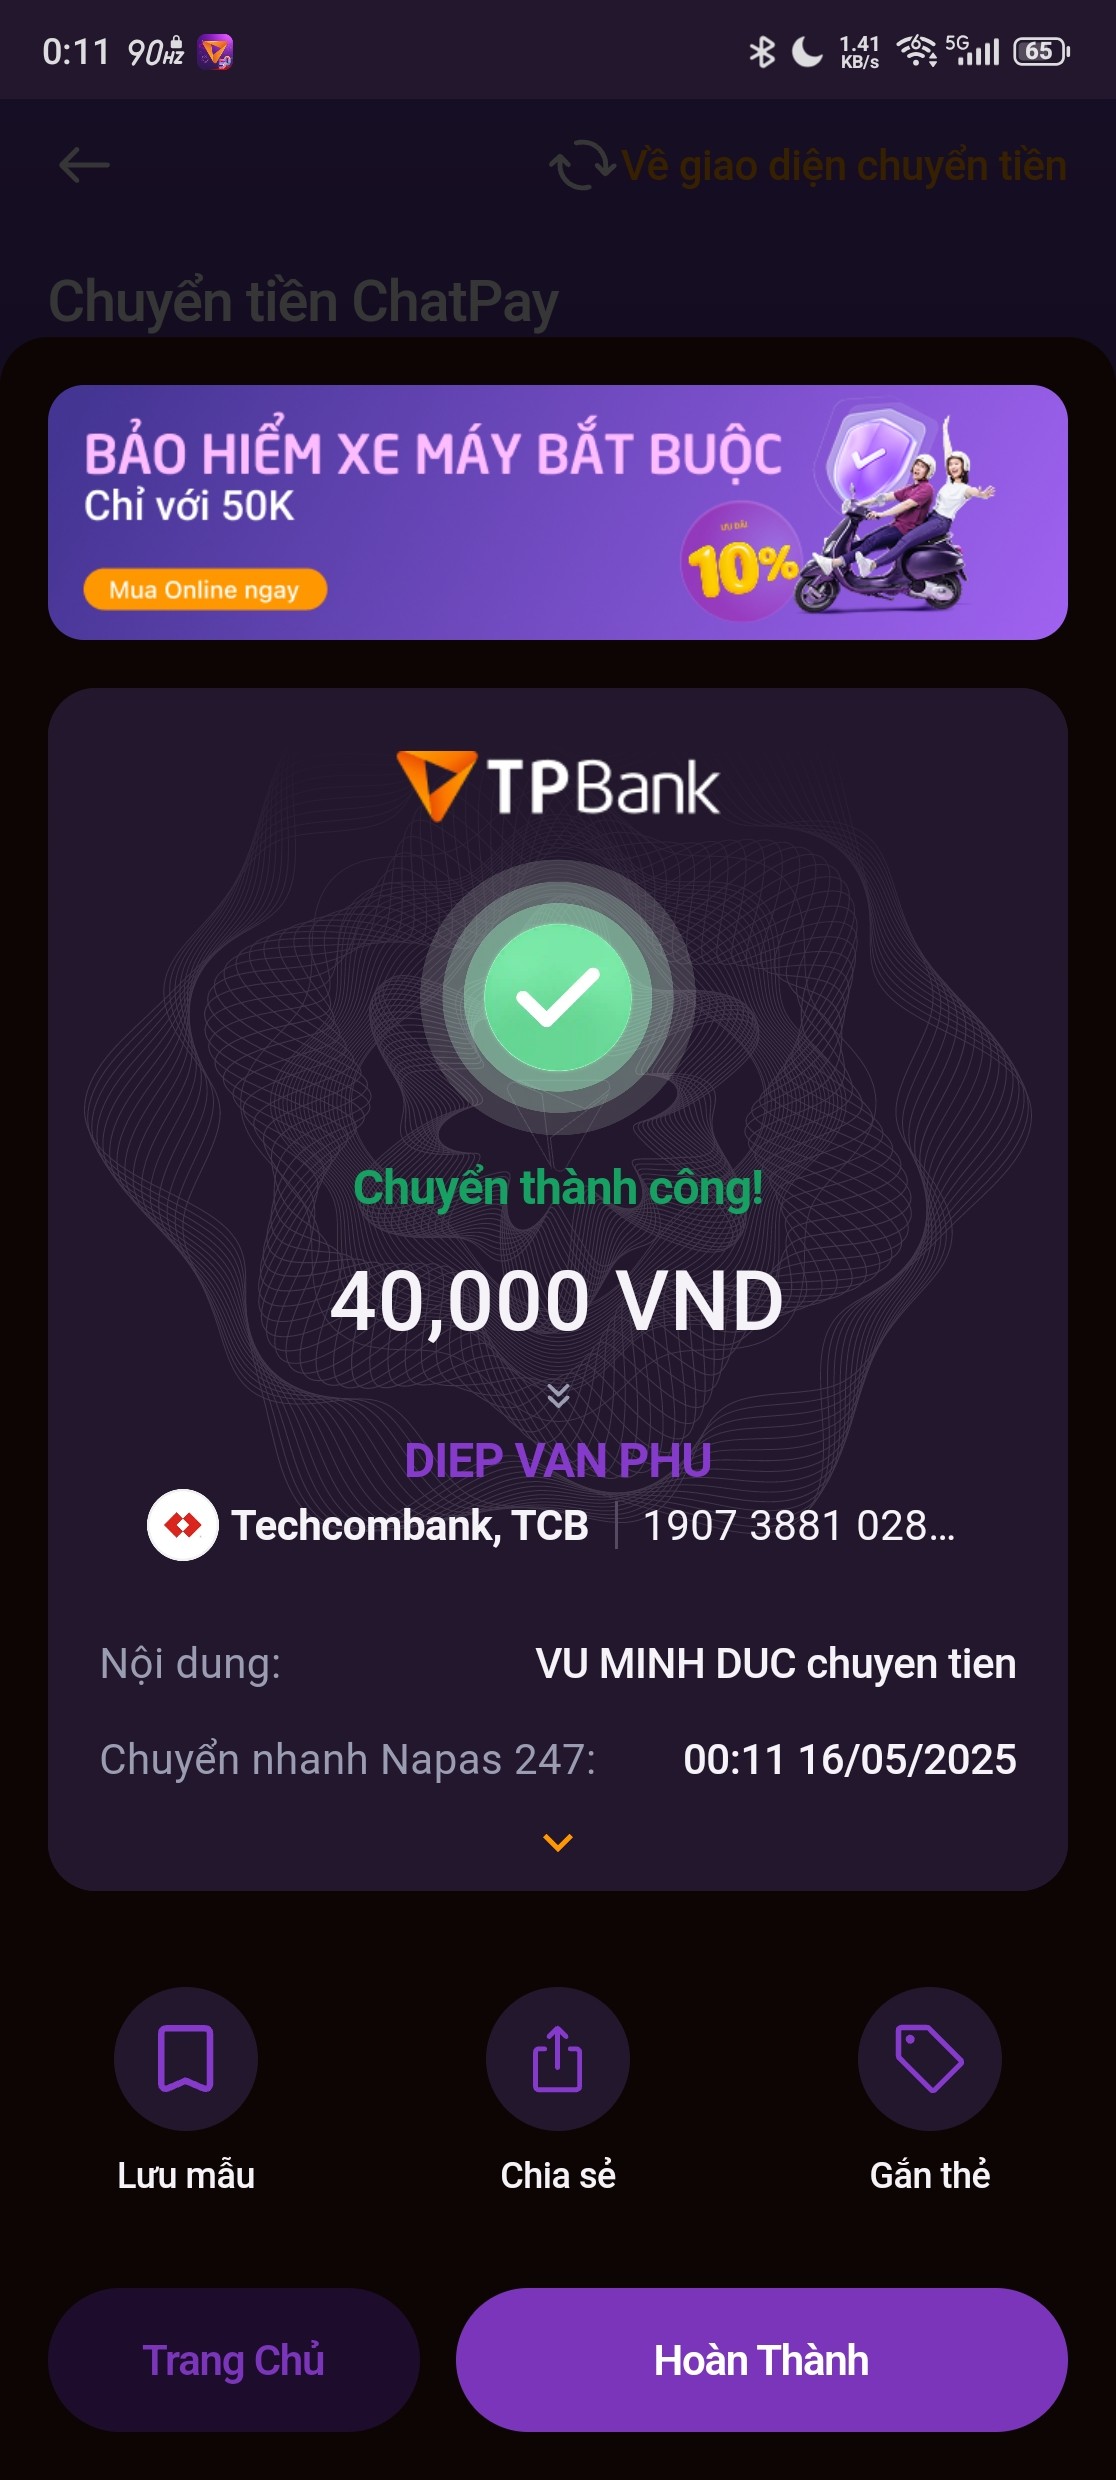 0:11 90HZ 1.41 KB/s 6 5G 65
Về giao diện chuyển tiền
Chuyển tiền ChatPay
BẢO HIỂM XE MÁY BẮT BUỘC
Chỉ với 50K
ƯU ĐÃI
10%
Mua Online ngay
TPBank
Chuyển thành công!
40,000 VND
DIEP VAN PHU
Techcombank, TCB 1907 3881 028...
Nội dung: VU MINH DUC chuyen tien
Chuyển nhanh Napas 247: 00:11 16/05/2025
Lưu mẫu Chia sẻ Gắn thẻ
Trang Chủ Hoàn Thành